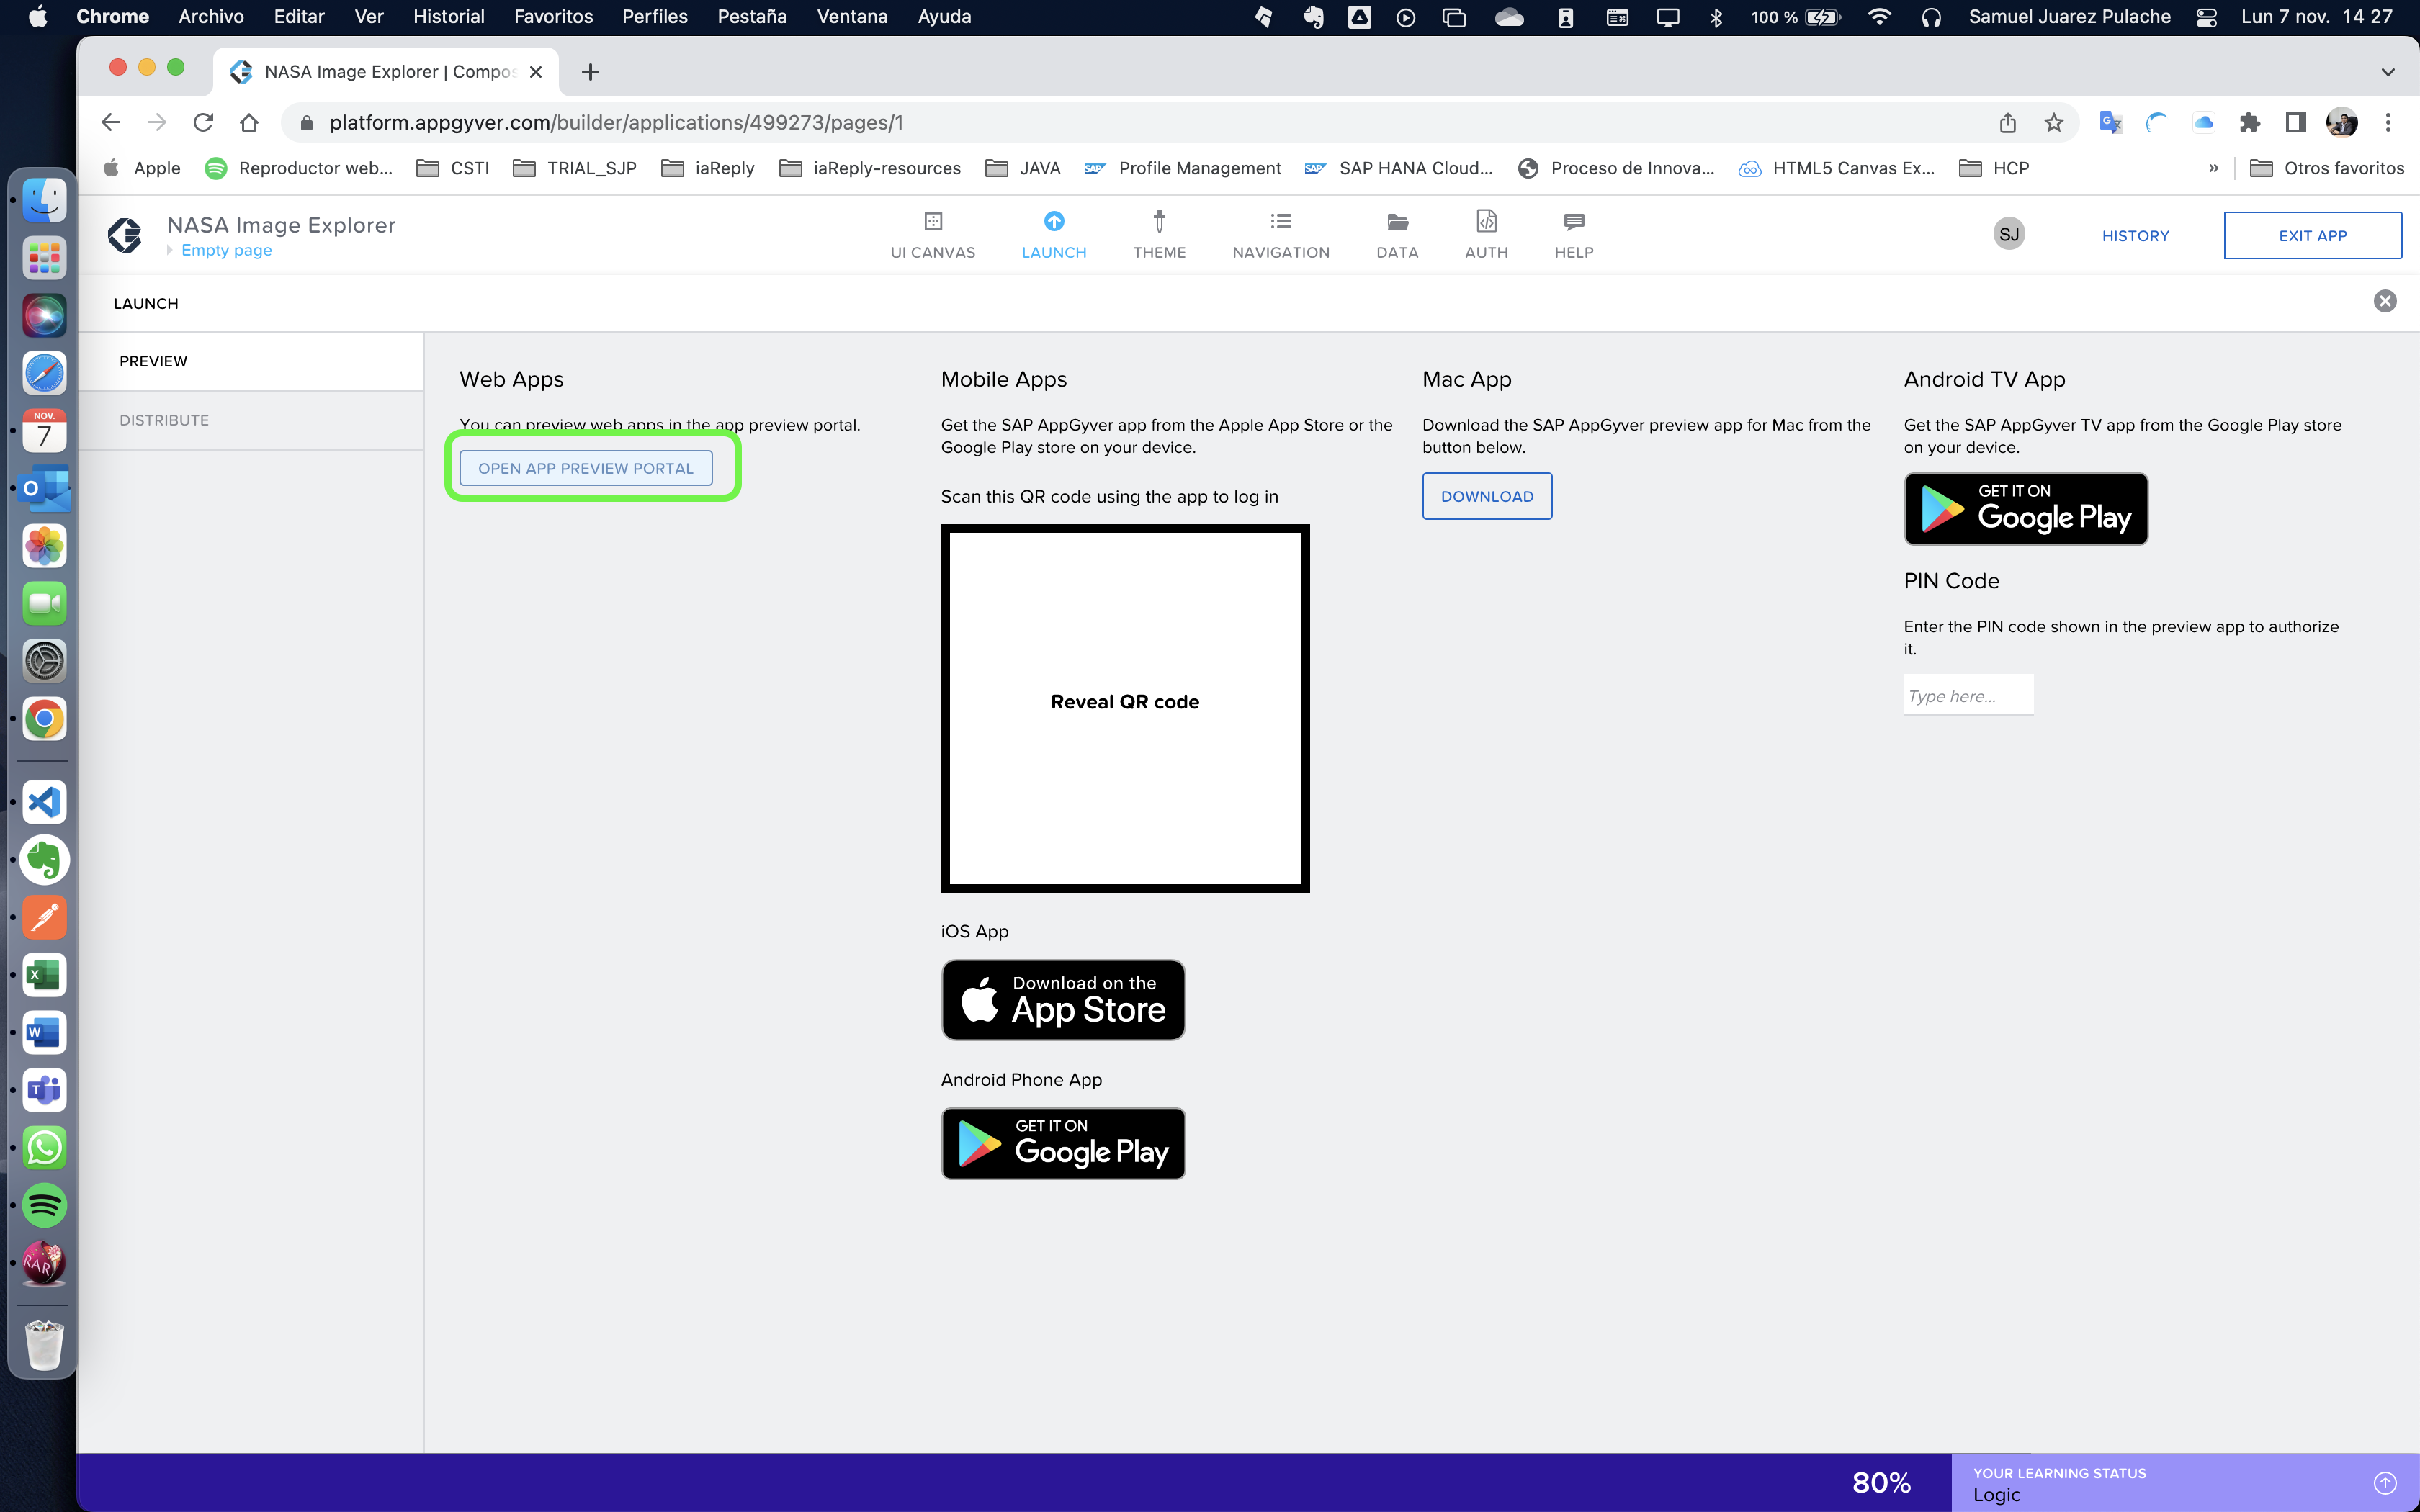 Chrome Archivo Editar Ver Historial Favoritos Perfiles Pestaña Ventana Ayuda 100 % Samuel Juarez Pulache Lun 7 nov. 14 27
NASA Image Explorer | Compos
platform.appgyver.com/builder/applications/499273/pages/1
Apple Reproductor web... CSTI TRIAL_SJP iaReply iaReply-resources JAVA SAP Profile Management SAP SAP HANA Cloud... Proceso de Innova... HTML5 Canvas Ex... HCP » Otros favoritos
NASA Image Explorer
Empty page
UI CANVAS LAUNCH THEME NAVIGATION DATA AUTH HELP
SJ HISTORY EXIT APP
LAUNCH
PREVIEW
DISTRIBUTE
Web Apps
You can preview web apps in the app preview portal.
OPEN APP PREVIEW PORTAL
Mobile Apps
Get the SAP AppGyver app from the Apple App Store or the
Google Play store on your device.
Scan this QR code using the app to log in
Reveal QR code
iOS App
Download on the
App Store
Android Phone App
GET IT ON
Google Play
Mac App
Download the SAP AppGyver preview app for Mac from the
button below.
DOWNLOAD
Android TV App
Get the SAP AppGyver TV app from the Google Play store
on your device.
GET IT ON
Google Play
PIN Code
Enter the PIN code shown in the preview app to authorize
it.
Type here...
NOV.
7
RAR
80%
YOUR LEARNING STATUS
Logic